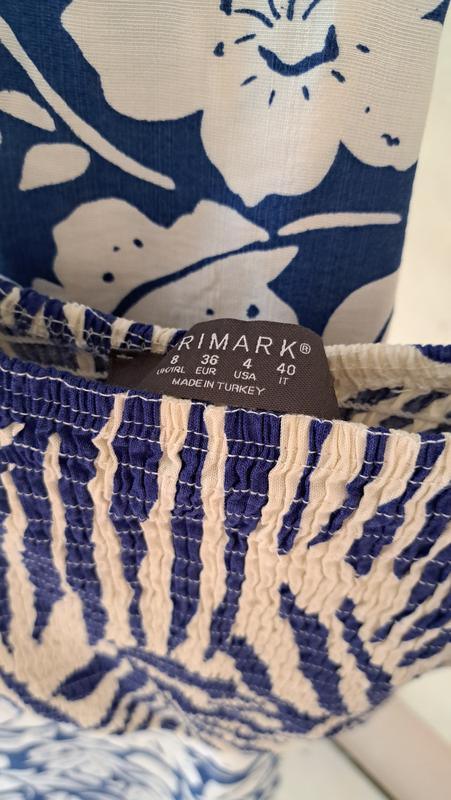 RIMARK®
8 36 4 40
UK/IRL EUR USA IT
MADE IN TURKEY